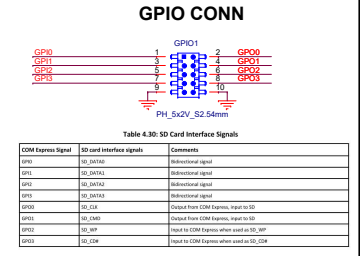 GPIO CONN
GPIO1
GPI0 1 2 GPO0
GPI1 3 4 GPO1
GPI2 5 6 GPO2
GPI3 7 8 GPO3
9 10
PH_5x2V_S2.54mm
Table 4.30: SD Card Interface Signals
COM Express Signal SD card interface signals Comments
GPI0 SD_DATA0 Bidirectional signal
GPI1 SD_DATA1 Bidirectional signal
GPI2 SD_DATA2 Bidirectional signal
GPI3 SD_DATA3 Bidirectional signal
GPO0 SD_CLK Output from COM Express, input to SD
GPO1 SD_CMD Output from COM Express, input to SD
GPO2 SD_WP Input to COM Express when used as SD_WP
GPO3 SD_CD# Input to COM Express when used as SD_CD#